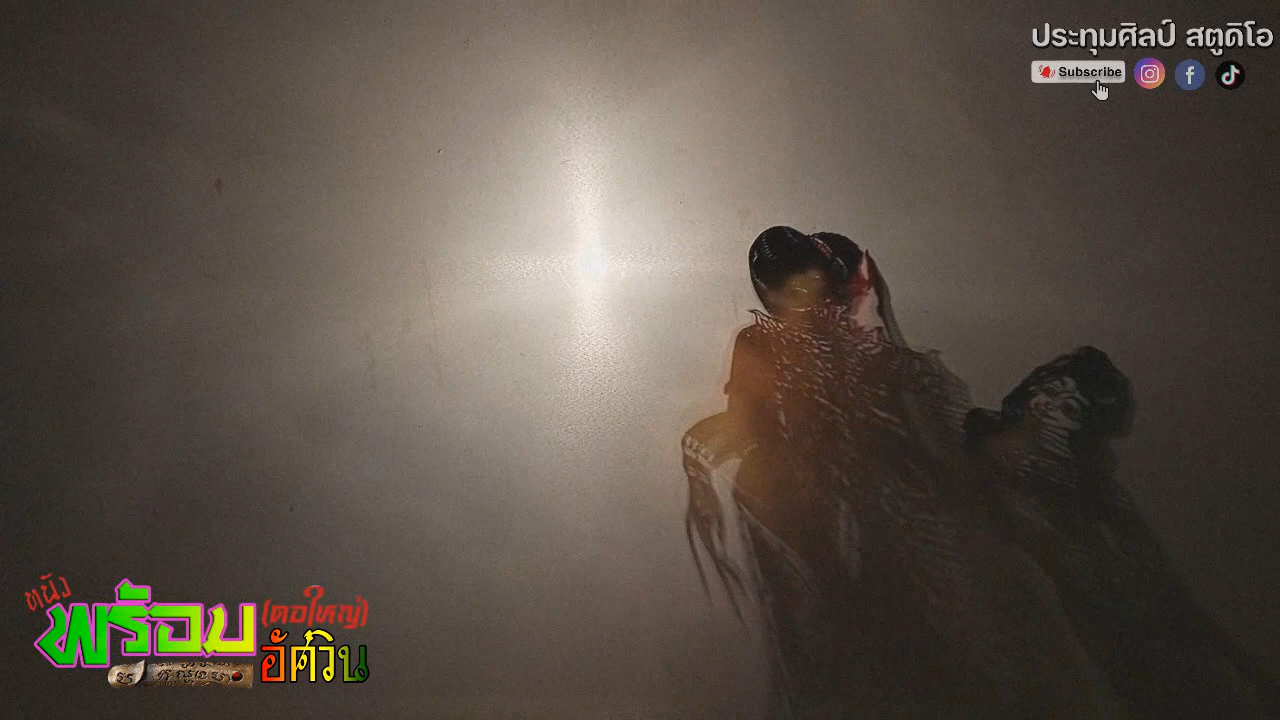 ประทุมศิลป์ สตูดิโอ
Subscribe
หนัง
พร้อม
(ตอใหญ่)
อัศวิน